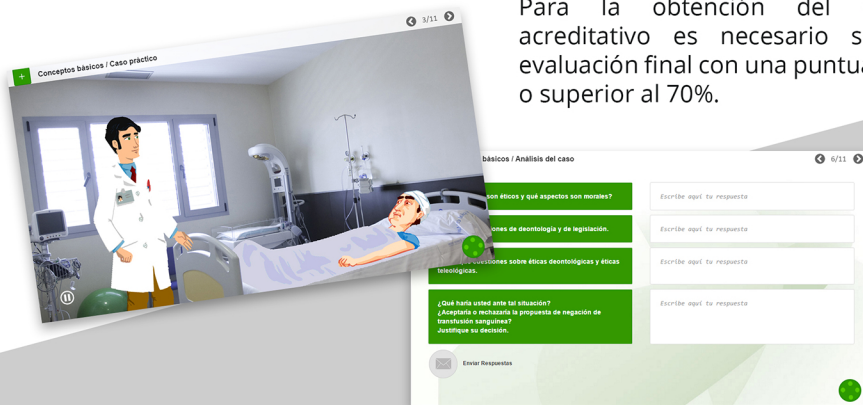 Para la obtención del
acreditativo es necesario
evaluación final con una
o superior al 70%.
3/11
+ Conceptos básicos / Caso práctico
básicos / Análisis del caso
6/11
son éticos y qué aspectos son morales?
Escribe aquí tu respuesta
de deontología y de legislación.
Escribe aquí tu respuesta
sobre éticas deontológicas y éticas
teleológicas.
Escribe aquí tu respuesta
¿Qué haría usted ante tal situación?
¿Aceptaría o rechazaría la propuesta de negación de
transfusión sanguínea?
Justifique su decisión.
Escribe aquí tu respuesta
Enviar Respuestas